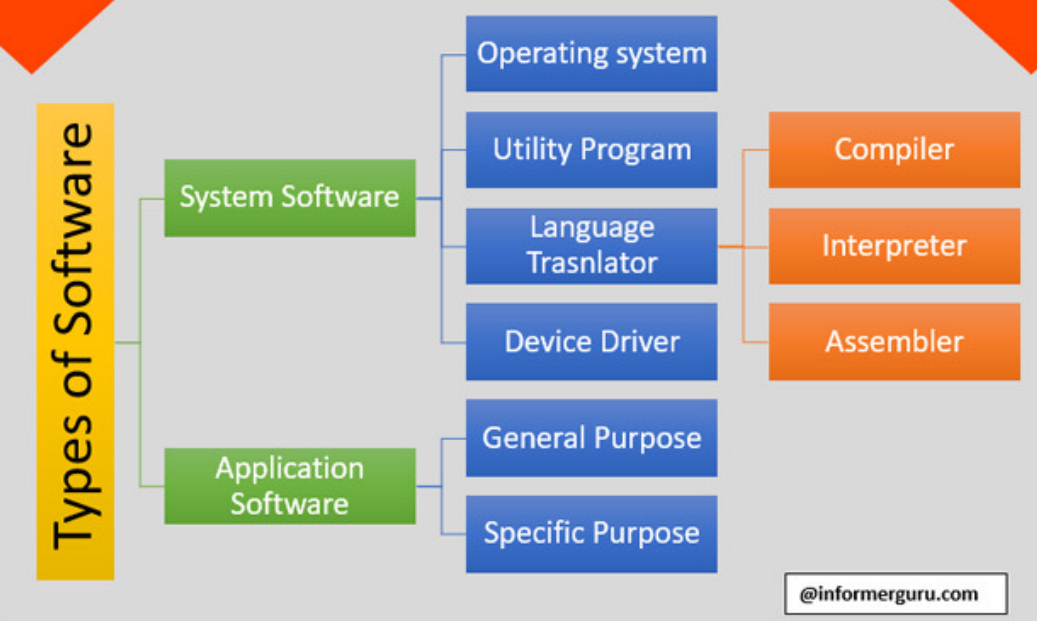 Types of Software
System Software
Operating system
Utility Program
Language
Trasnlator
Compiler
Interpreter
Assembler
Device Driver
Application
Software
General Purpose
Specific Purpose
@informerguru.com